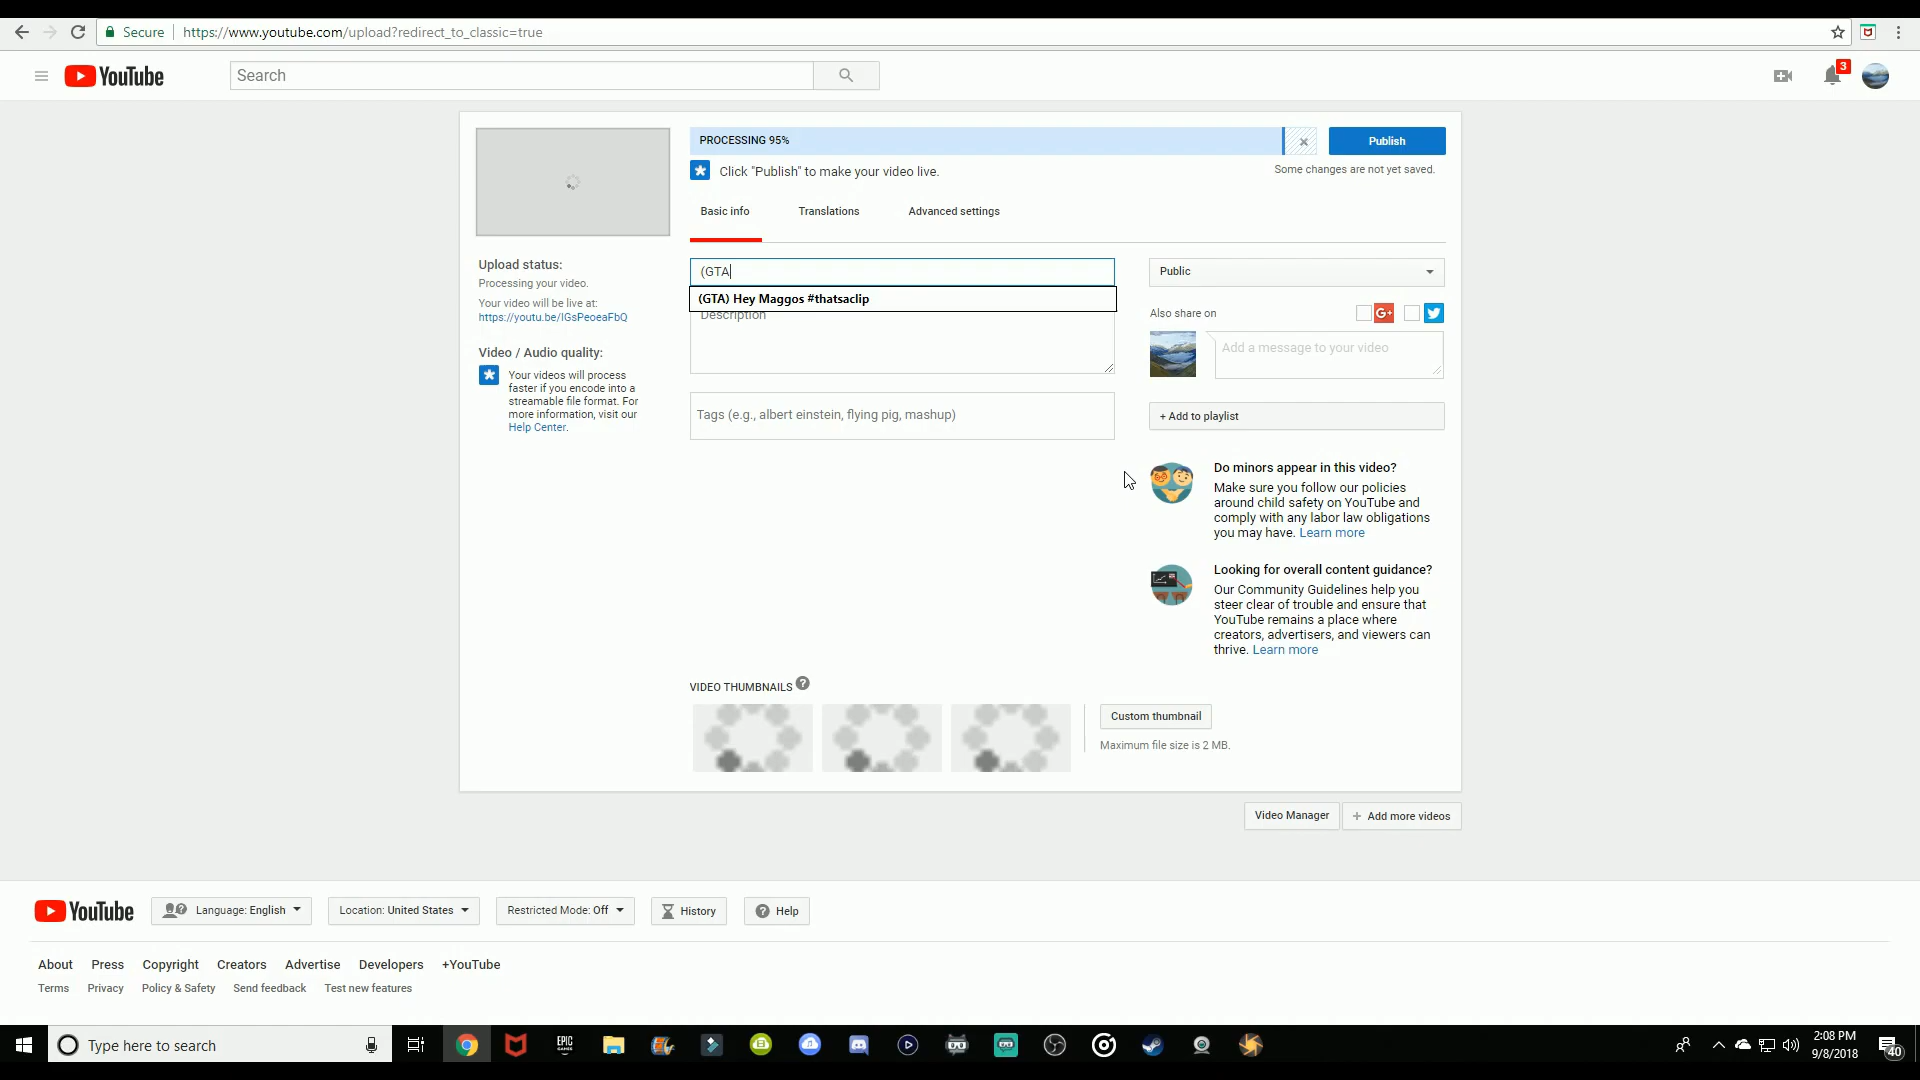 Secure
https://www.youtube.com/upload?redirect_to_classic=true
YouTube
Search
3
PROCESSING 95%
Publish
Click "Publish" to make your video live.
Some changes are not yet saved.
Basic info
Translations
Advanced settings
(GTA
(GTA) Hey Maggos #thatsaclip
Description
Tags (e.g., albert einstein, flying pig, mashup)
Upload status:
Processing your video.
Your video will be live at:
https://youtu.be/IGsPeoeaFbQ
Video / Audio quality:
Your videos will process
faster if you encode into a
streamable file format. For
more information, visit our
Help Center.
Public
Also share on
G+
Add a message to your video
+ Add to playlist
Do minors appear in this video?
Make sure you follow our policies
around child safety on YouTube and
comply with any labor law obligations
you may have. Learn more
Looking for overall content guidance?
Our Community Guidelines help you
steer clear of trouble and ensure that
YouTube remains a place where
creators, advertisers, and viewers can
thrive. Learn more
VIDEO THUMBNAILS ?
Custom thumbnail
Maximum file size is 2 MB.
Video Manager
+ Add more videos
YouTube
Language: English
Location: United States
Restricted Mode: Off
History
? Help
About Press Copyright Creators Advertise Developers +YouTube
Terms Privacy Policy & Safety Send feedback Test new features
Type here to search
EPIC
GAMES
2:08 PM
9/8/2018
40